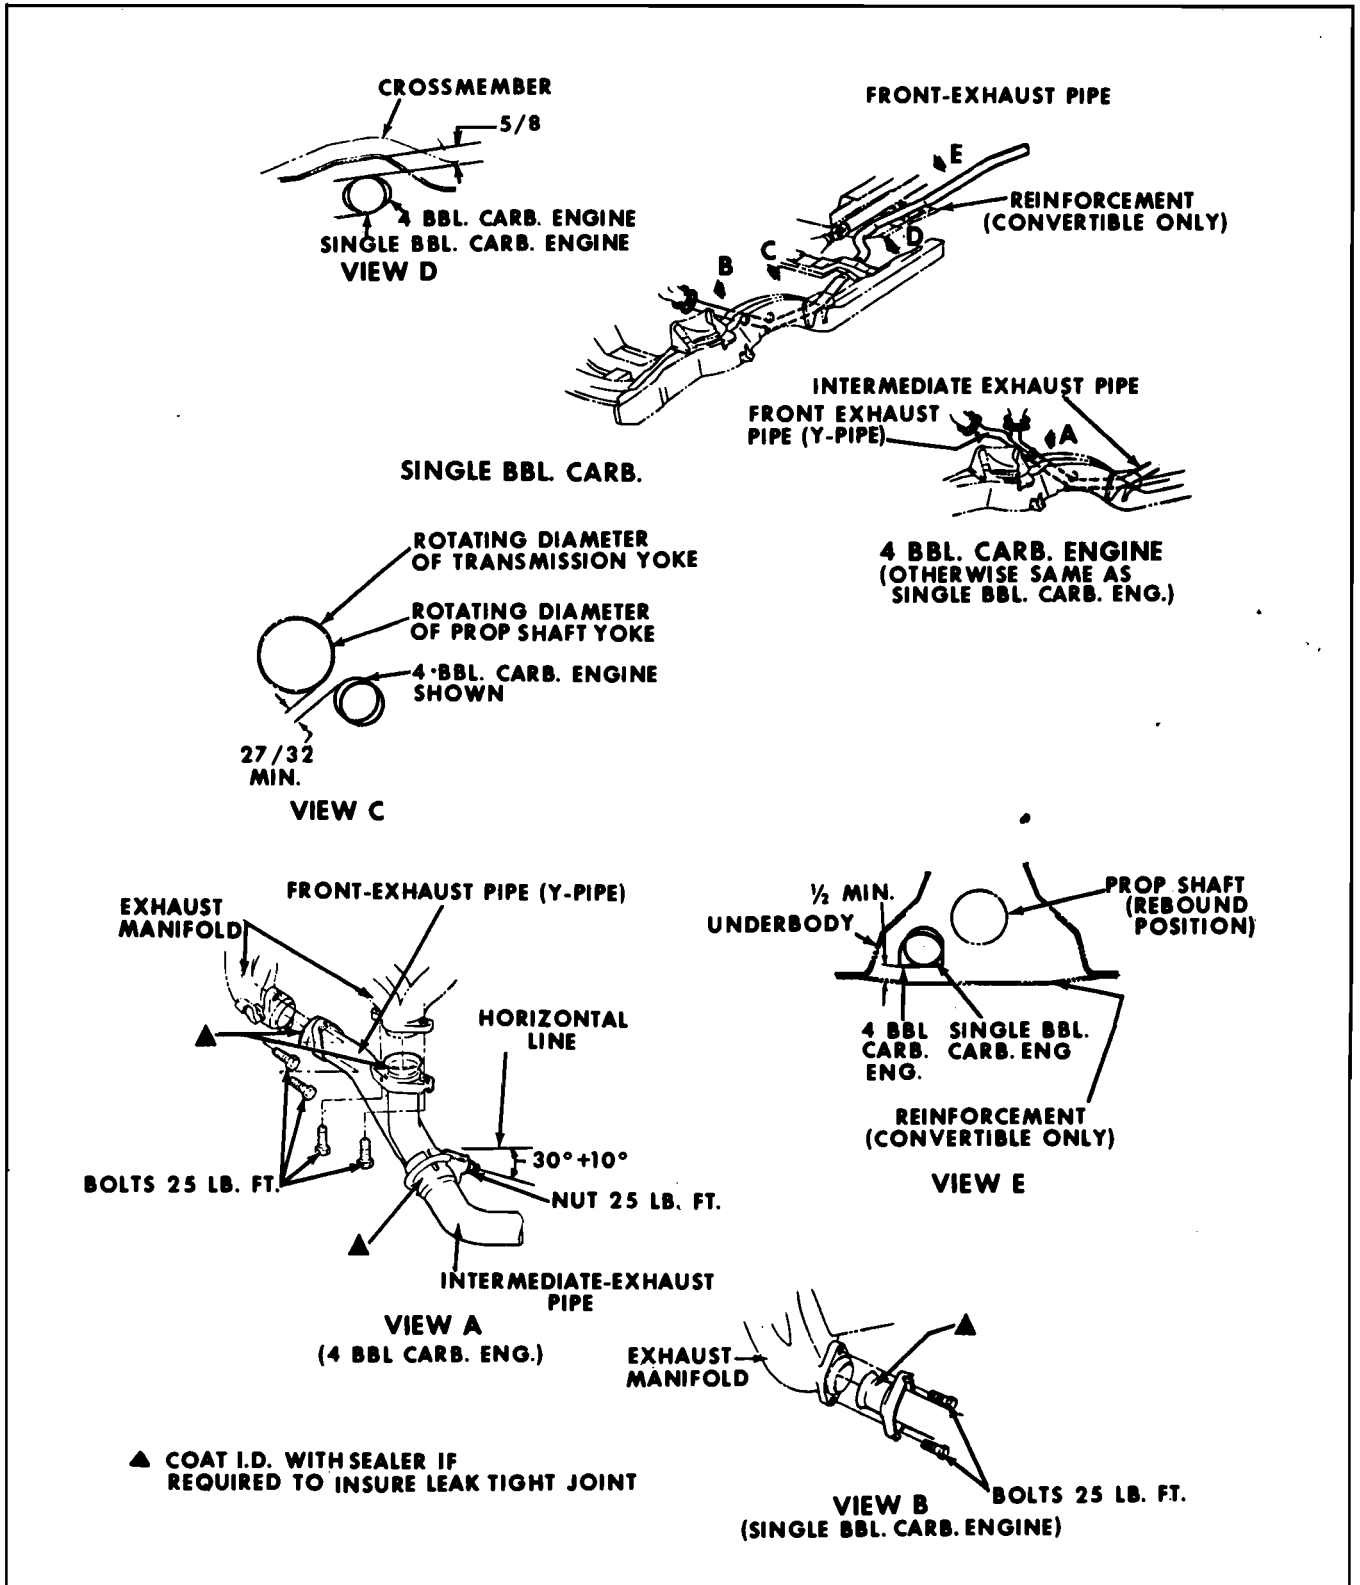 CROSSMEMBER
5/8
4 BBL. CARB. ENGINE
SINGLE BBL. CARB. ENGINE
VIEW D
FRONT-EXHAUST PIPE
E
REINFORCEMENT
(CONVERTIBLE ONLY)
D
C
B
SINGLE BBL. CARB.
INTERMEDIATE EXHAUST PIPE
FRONT EXHAUST
PIPE (Y-PIPE)
A
4 BBL. CARB. ENGINE
(OTHERWISE SAME AS
SINGLE BBL. CARB. ENG.)
ROTATING DIAMETER
OF TRANSMISSION YOKE
ROTATING DIAMETER
OF PROP SHAFT YOKE
4·BBL. CARB. ENGINE
SHOWN
27/32
MIN.
VIEW C
EXHAUST
MANIFOLD
FRONT-EXHAUST PIPE (Y-PIPE)
HORIZONTAL
LINE
30°+10°
BOLTS 25 LB. FT.
NUT 25 LB. FT.
INTERMEDIATE-EXHAUST
PIPE
VIEW A
(4 BBL CARB. ENG.)
½ MIN.
UNDERBODY
PROP SHAFT
(REBOUND
POSITION)
4 BBL
CARB.
ENG.
SINGLE BBL.
CARB. ENG
REINFORCEMENT
(CONVERTIBLE ONLY)
VIEW E
EXHAUST
MANIFOLD
BOLTS 25 LB. FT.
VIEW B
(SINGLE BBL. CARB. ENGINE)
▲ COAT I.D. WITH SEALER IF
REQUIRED TO INSURE LEAK TIGHT JOINT